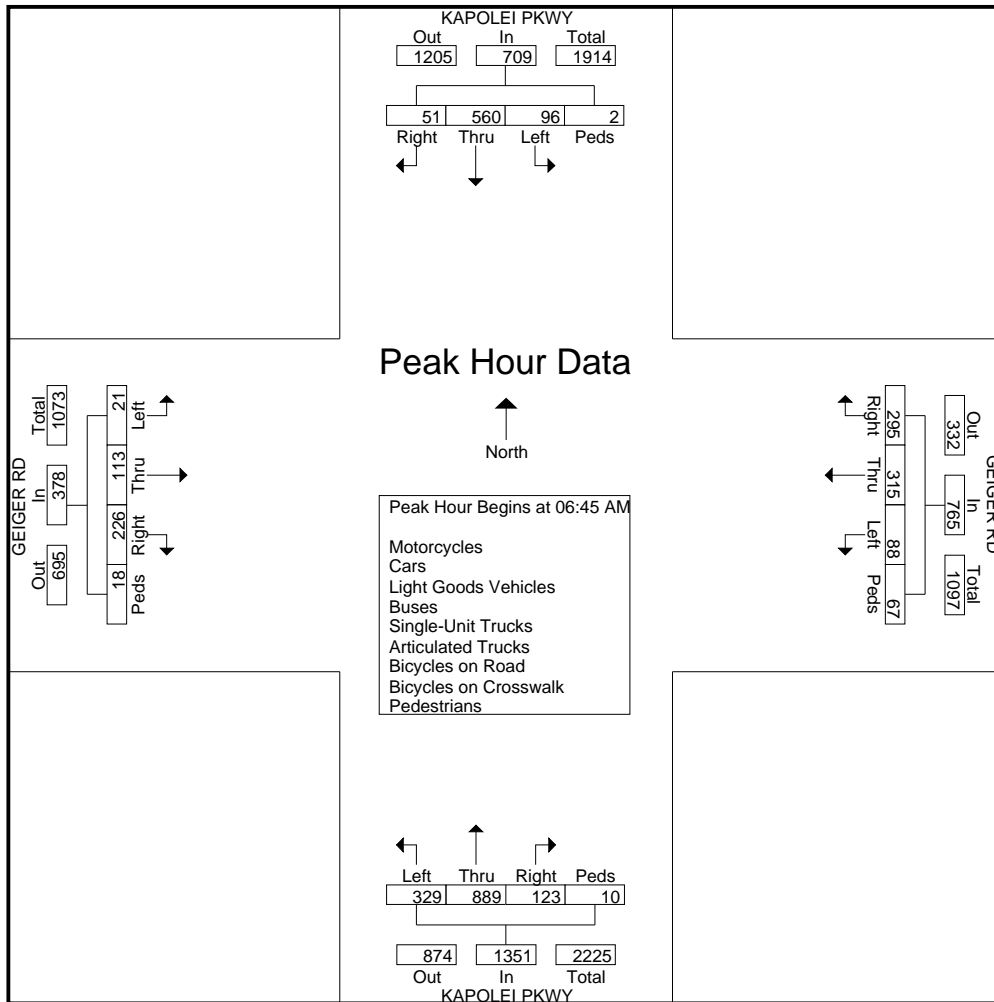 KAPOLEI PKWY
Out In Total
1205 709 1914
51 560 96 2
Right Thru Left Peds
Peak Hour Data
North
GEIGER RD
Total In Out
1073 378 695
21 113 226 18
Left Thru Right Peds
Right Thru Left Peds
295 315 88 67
Out In Total
332 765 1097
GEIGER RD
Peak Hour Begins at 06:45 AM
Motorcycles
Cars
Light Goods Vehicles
Buses
Single-Unit Trucks
Articulated Trucks
Bicycles on Road
Bicycles on Crosswalk
Pedestrians
Left Thru Right Peds
329 889 123 10
874 1351 2225
Out In Total
KAPOLEI PKWY